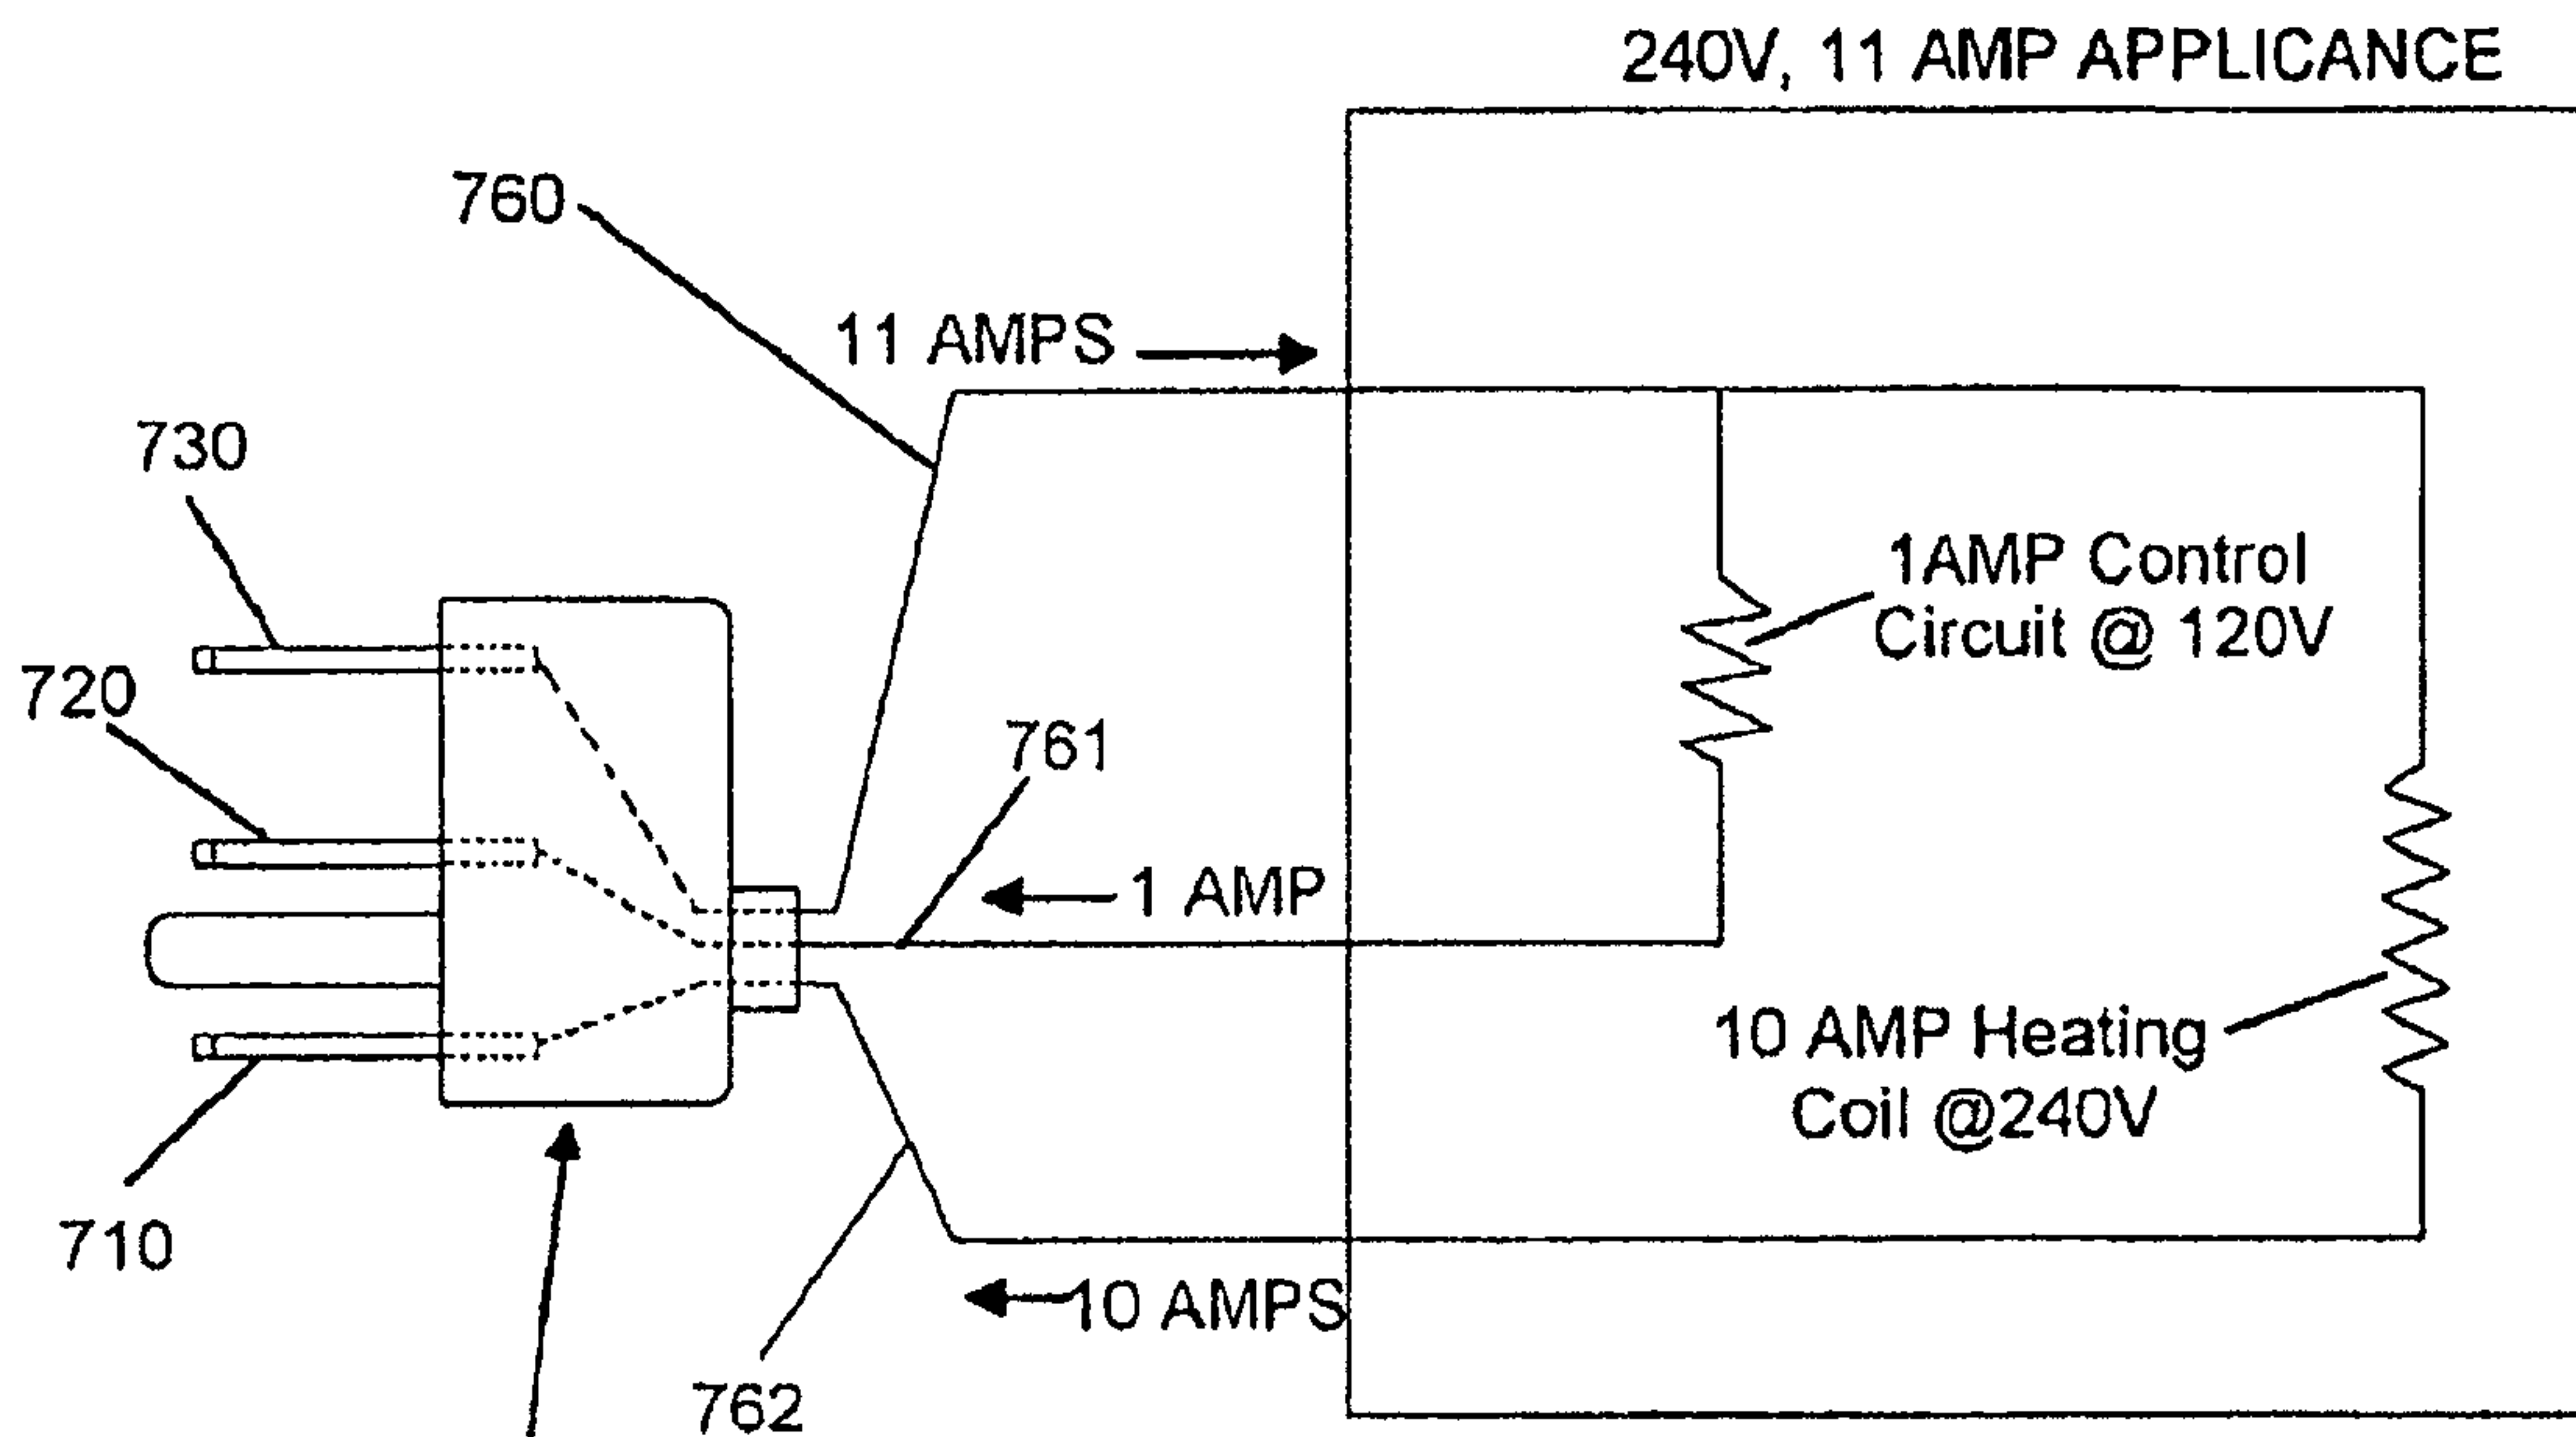 240V, 11 AMP APPLICANCE
760
11 AMPS
730
1AMP Control
Circuit @ 120V
720
761
1 AMP
10 AMP Heating
Coil @240V
710
10 AMPS
762